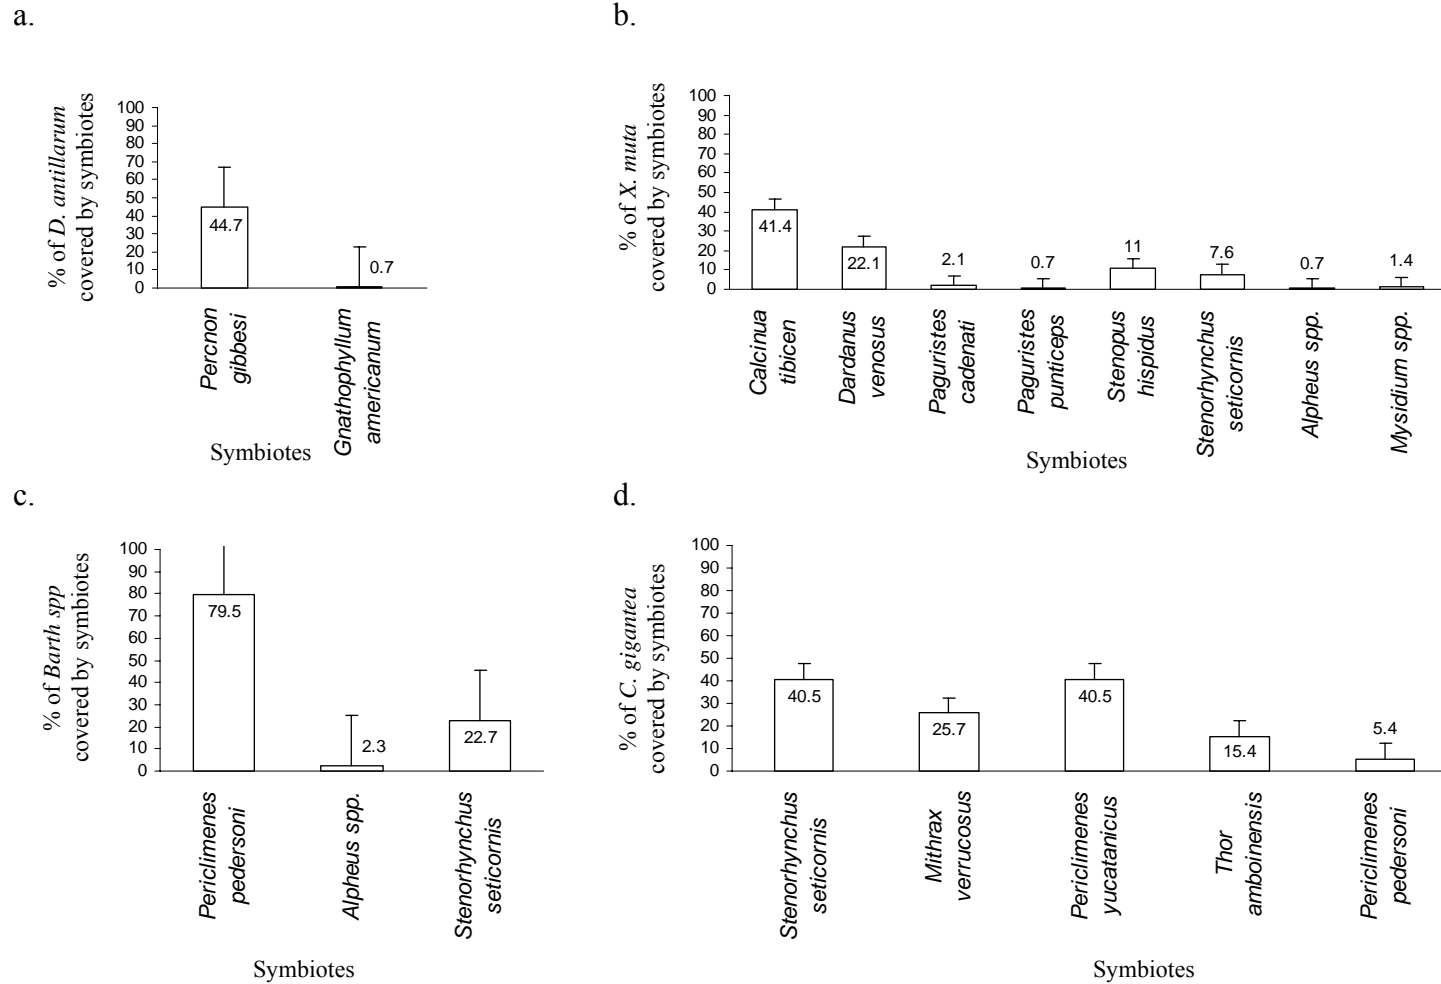 a.
% of D. antillarum
covered by symbiotes
100
90
80
70
60
50
40
30
20
10
0
44.7
0.7
Percnon
gibbesi
Gnathophyllum
americanum
Symbiotes
b.
% of X. muta
covered by symbiotes
100
90
80
70
60
50
40
30
20
10
0
41.4
22.1
2.1
0.7
11
7.6
0.7
1.4
Calcinua
tibicen
Dardanus
venosus
Paguristes
cadenati
Paguristes
punticeps
Stenopus
hispidus
Stenorhynchus
seticornis
Alpheus spp.
Mysidium spp.
Symbiotes
c.
% of Barth spp
covered by symbiotes
100
90
80
70
60
50
40
30
20
10
0
79.5
2.3
22.7
Periclimenes
pedersoni
Alpheus spp.
Stenorhynchus
seticornis
Symbiotes
d.
% of C. gigantea
covered by symbiotes
100
90
80
70
60
50
40
30
20
10
0
40.5
25.7
40.5
15.4
5.4
Stenorhynchus
seticornis
Mithrax
verrucosus
Periclimenes
yucatanicus
Thor
amboinensis
Periclimenes
pedersoni
Symbiotes